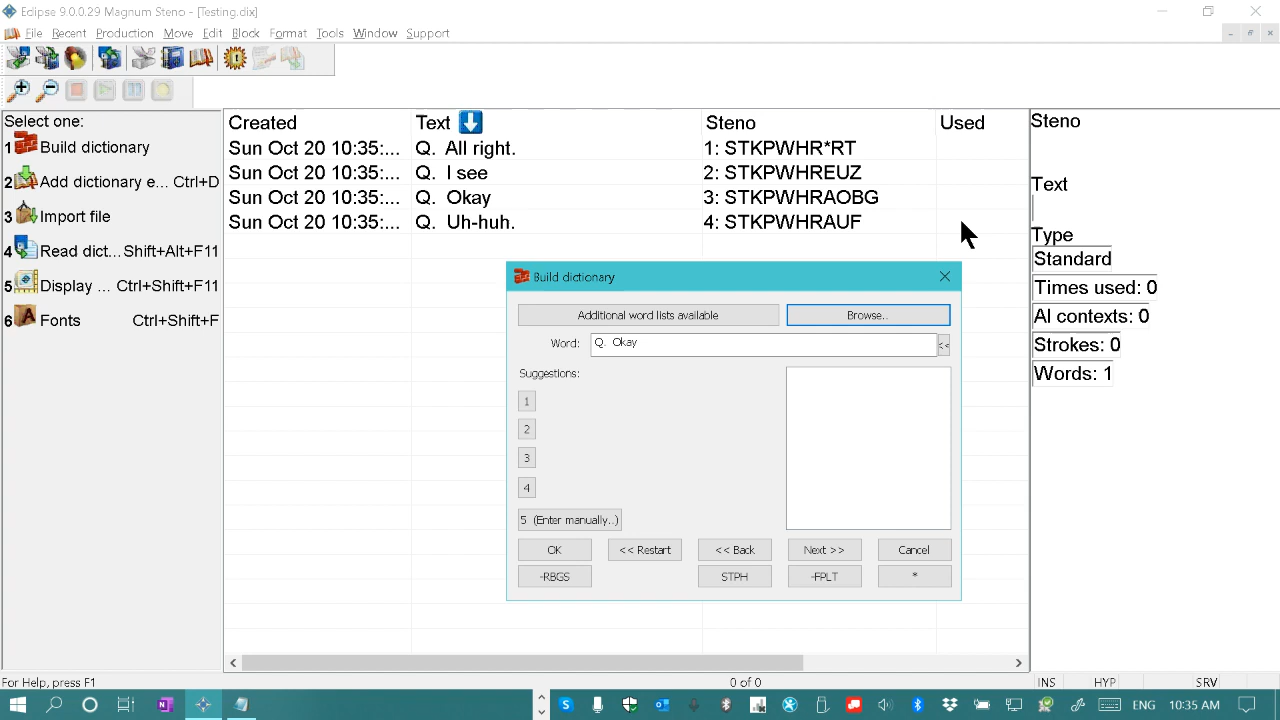 Eclipse 9.0.0.29 Magnum Steno - [Testing.dix]
File Recent Production Move Edit Block Format Tools Window Support
Select one:
1 Build dictionary
2 Add dictionary e... Ctrl+D
3 Import file
4 Read dict... Shift+Alt+F11
5 Display ... Ctrl+Shift+F11
6 Fonts Ctrl+Shift+F
Created Text Steno Used
Sun Oct 20 10:35:... Q. All right. 1: STKPWHR*RT
Sun Oct 20 10:35:... Q. I see 2: STKPWHREUZ
Sun Oct 20 10:35:... Q. Okay 3: STKPWHRAOBG
Sun Oct 20 10:35:... Q. Uh-huh. 4: STKPWHRAUF
Build dictionary
Additional word lists available Browse..
Word: Q. Okay <<
Suggestions:
1
2
3
4
5 (Enter manually..)
OK << Restart << Back Next >> Cancel
-RBGS STPH -FPLT *
Steno
Text
Type
Standard
Times used: 0
AI contexts: 0
Strokes: 0
Words: 1
For Help, press F1 0 of 0 INS HYP SRV
ENG 10:35 AM